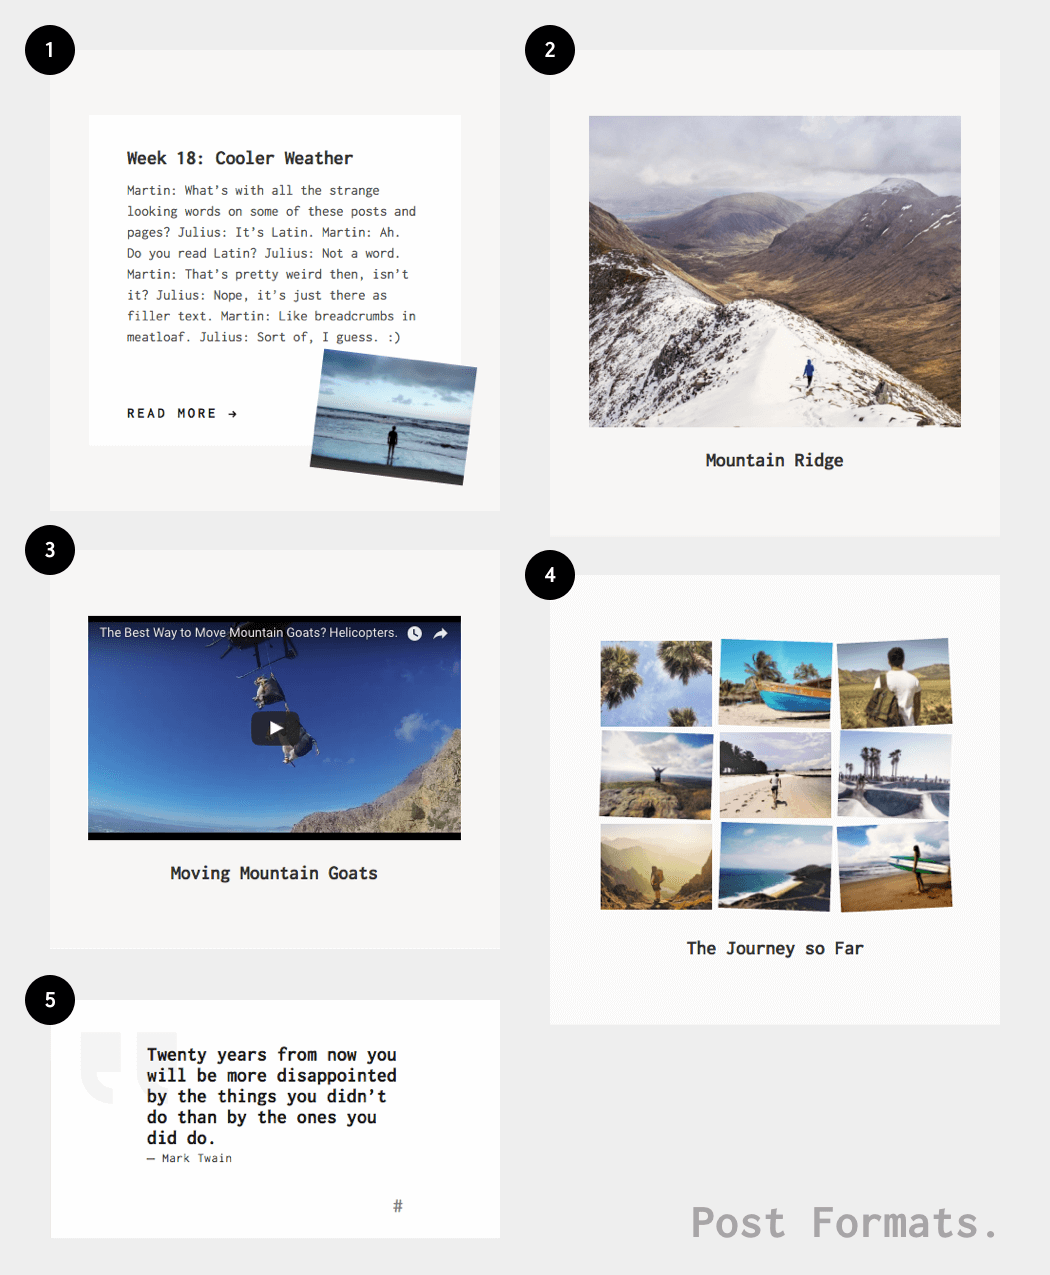 1
Week 18: Cooler Weather
Martin: What's with all the strange
looking words on some of these posts and
pages? Julius: It's Latin. Martin: Ah.
Do you read Latin? Julius: Not a word.
Martin: That's pretty weird then, isn't
it? Julius: Nope, it's just there as
filler text. Martin: Like breadcrumbs in
meatloaf. Julius: Sort of, I guess. :)
READ MORE →
2
Mountain Ridge
3
The Best Way to Move Mountain Goats? Helicopters.
Moving Mountain Goats
4
The Journey so Far
5
Twenty years from now you
will be more disappointed
by the things you didn't
do than by the ones you
did do.
— Mark Twain
#
Post Formats.